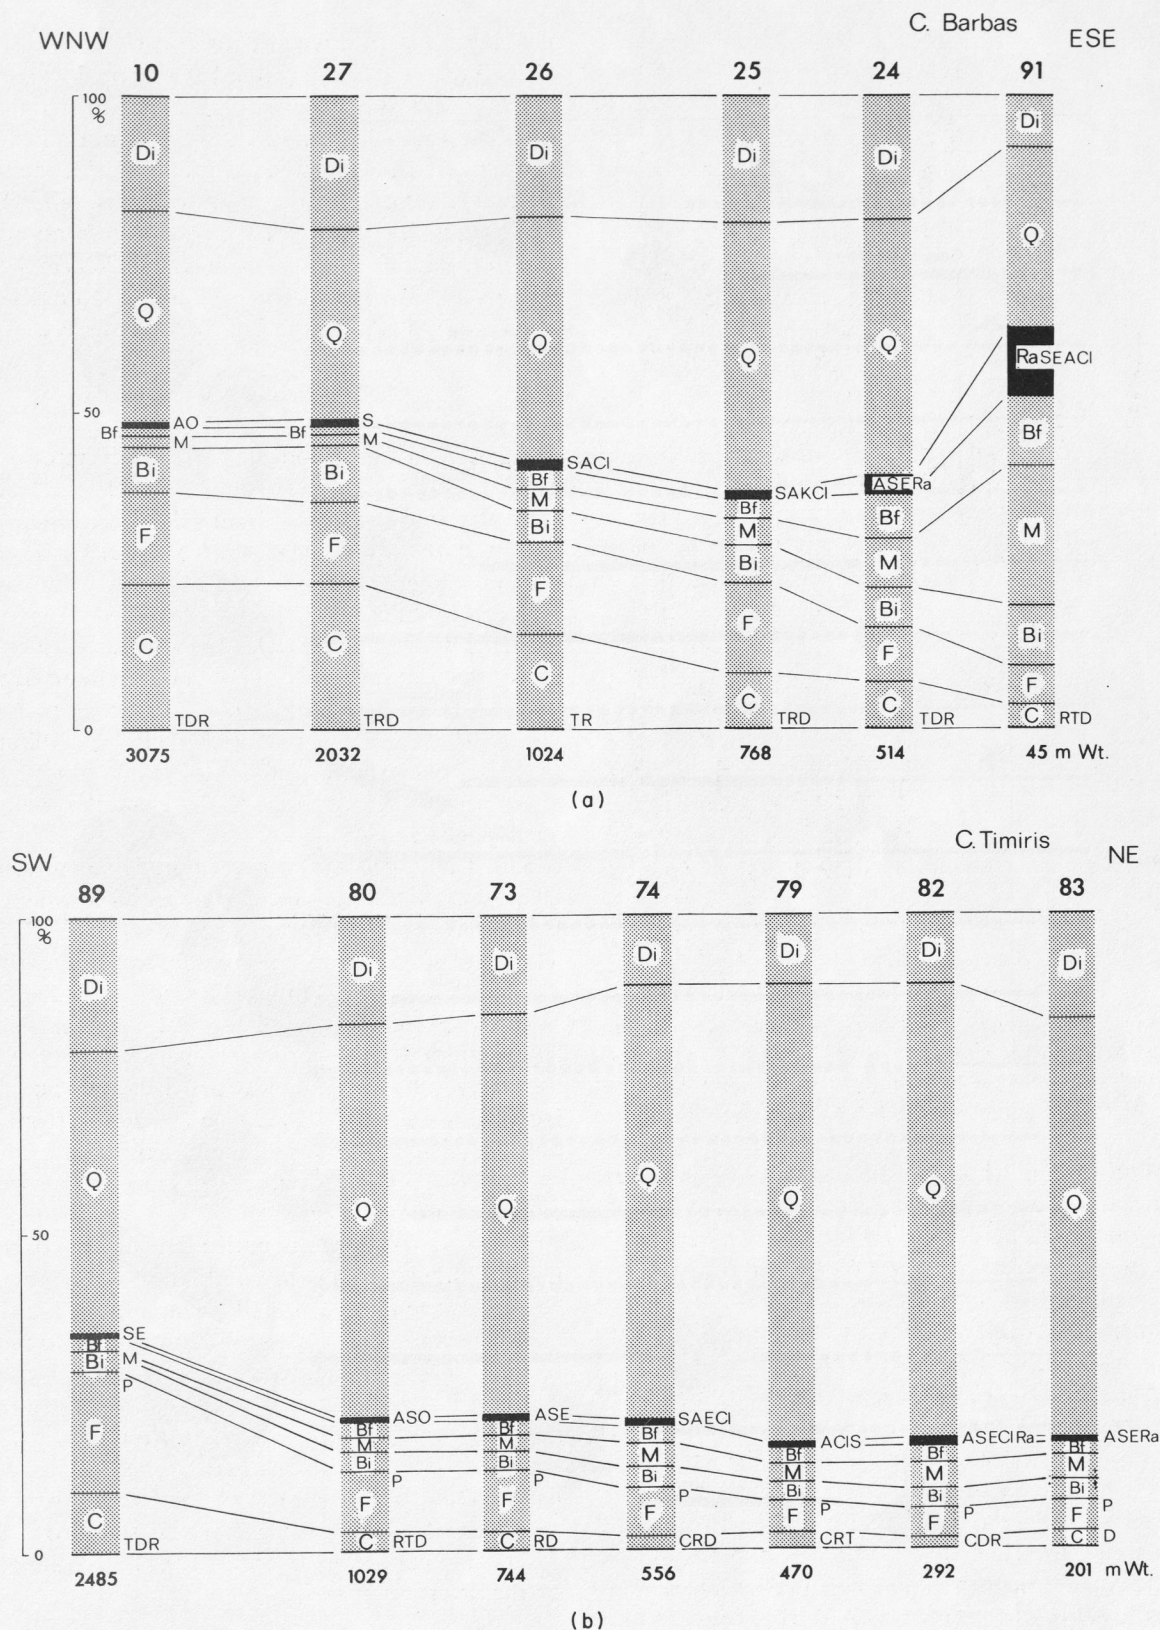 C. Barbas
WNW ESE
10 27 26 25 24 91
100
%
Di Di Di Di Di Di
Q Q Q Q Q Q
RaSEACl
50
AO S
Bf Bf
M M
SACl
SAKCl
ASERa
Bi Bi Bf Bf Bf Bf
M M M M
Bi Bi Bi Bi
F F F F F F
C C C C C C
0
TDR TRD TR TRD TDR RTD
3075 2032 1024 768 514 45 m Wt.
(a)
C. Timiris
SW NE
89 80 73 74 79 82 83
100
%
Di Di Di Di Di Di Di
Q Q Q Q Q Q Q
50
SE
Bf
Bi M
P
ASO ASE SAECl ACIS ASECIRa ASERa
Bf Bf Bf Bf Bf Bf
M M M M M M
Bi Bi Bi Bi Bi Bi
P P P P P P
F F F F F F F
C C C C
0
TDR RTD RD CRD CRT CDR D
2485 1029 744 556 470 292 201 m Wt.
(b)